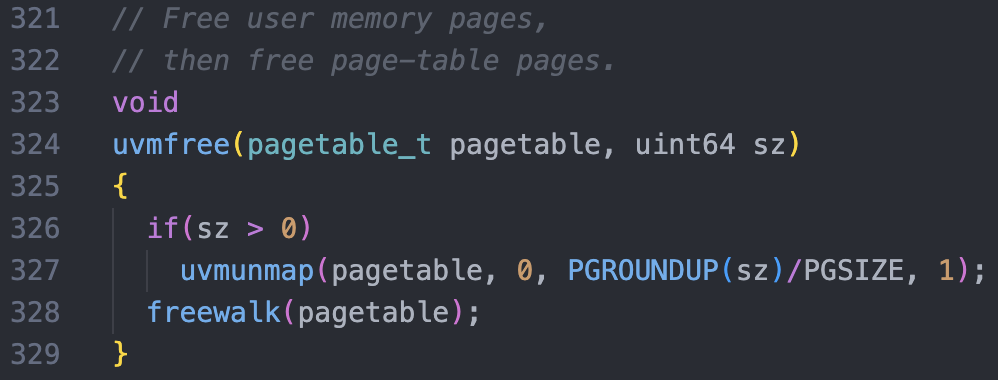 321 // Free user memory pages,
322 // then free page-table pages.
323 void
324 uvmfree(pagetable_t pagetable, uint64 sz)
325 {
326   if(sz > 0)
327     uvmunmap(pagetable, 0, PGROUNDUP(sz)/PGSIZE, 1);
328   freewalk(pagetable);
329 }